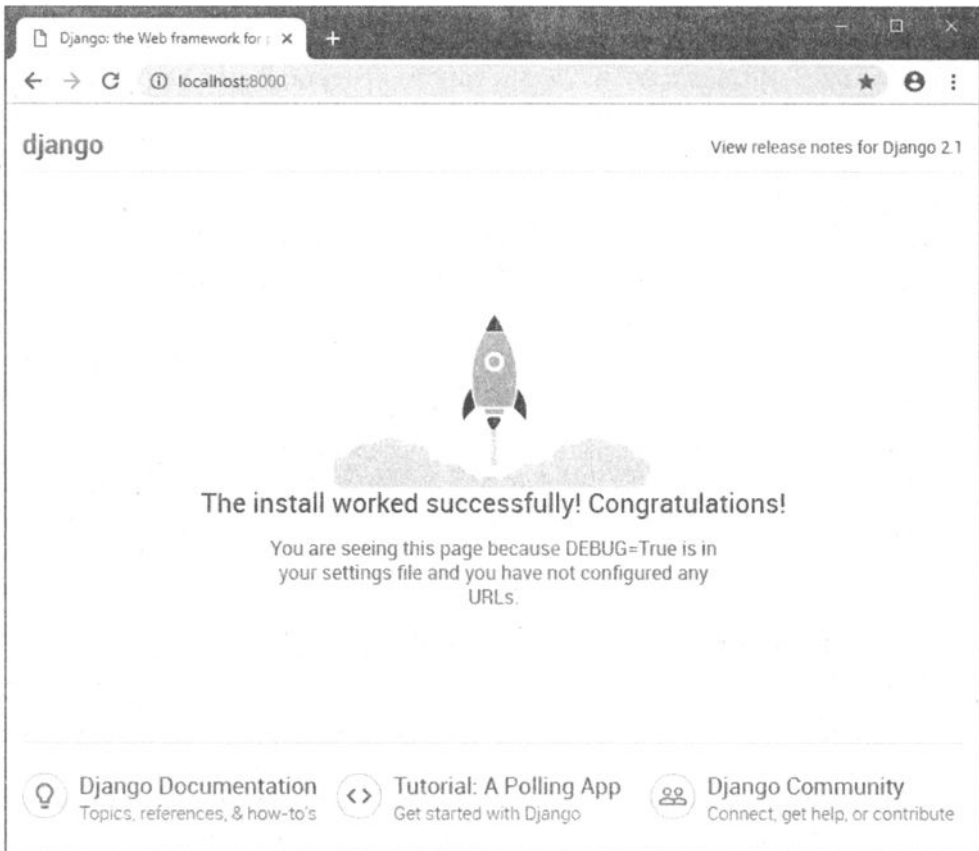 Django: the Web framework for p
localhost:8000
django
View release notes for Django 2.1
The install worked successfully! Congratulations!
You are seeing this page because DEBUG=True is in
your settings file and you have not configured any
URLs.
Django Documentation
Topics, references, & how-to's
Tutorial: A Polling App
Get started with Django
Django Community
Connect, get help, or contribute